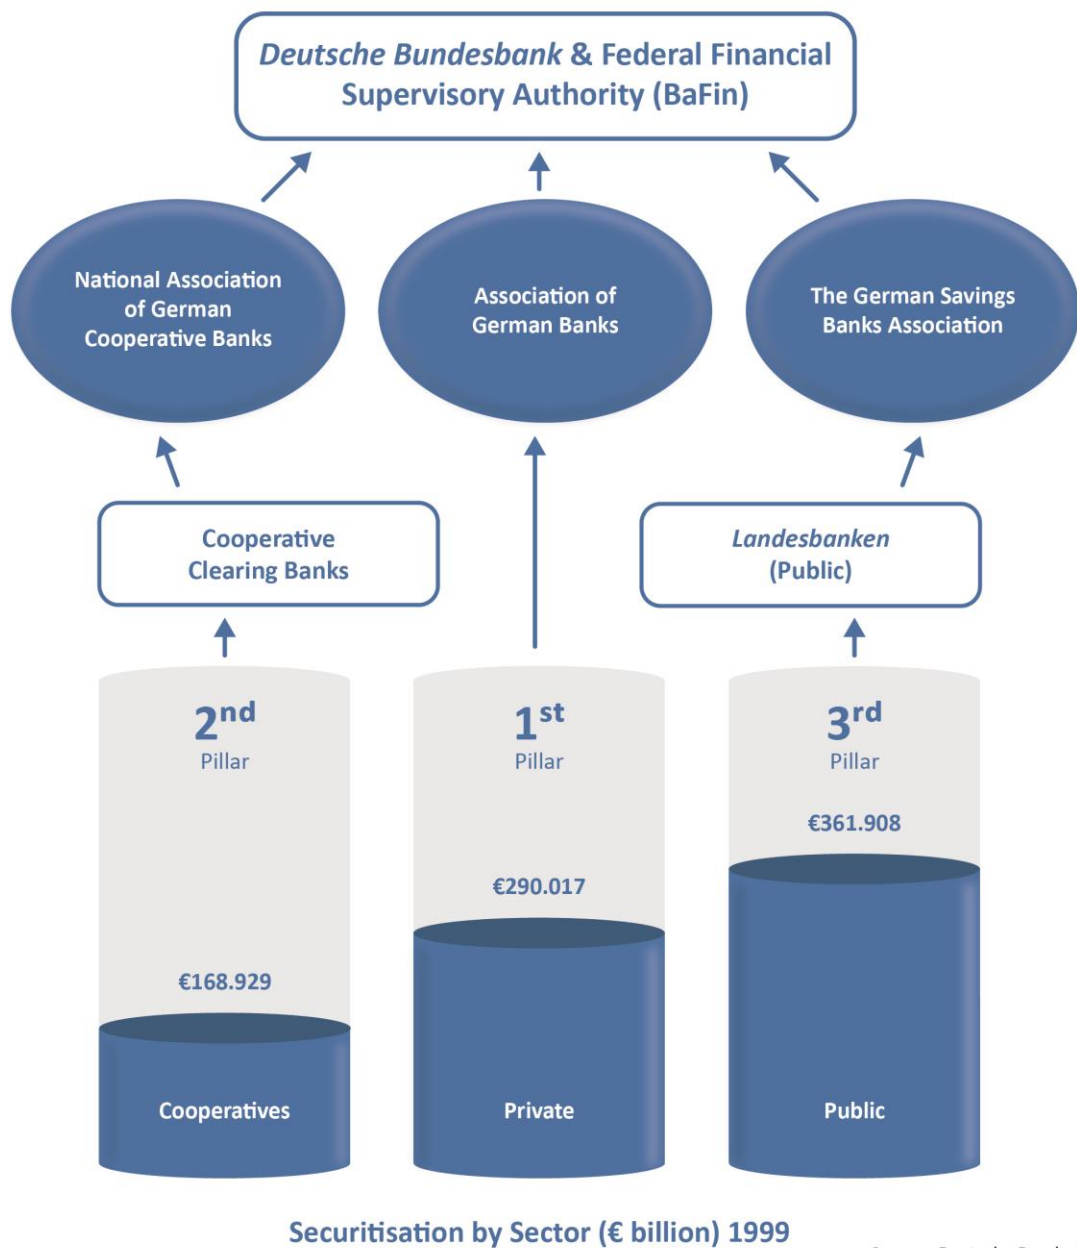 Deutsche Bundesbank & Federal Financial
Supervisory Authority (BaFin)
National Association
of German
Cooperative Banks
Association of
German Banks
The German Savings
Banks Association
Cooperative
Clearing Banks
Landesbanken
(Public)
2nd
Pillar
1st
Pillar
3rd
Pillar
€361.908
€290.017
€168.929
Cooperatives
Private
Public
Securitisation by Sector (€ billion) 1999